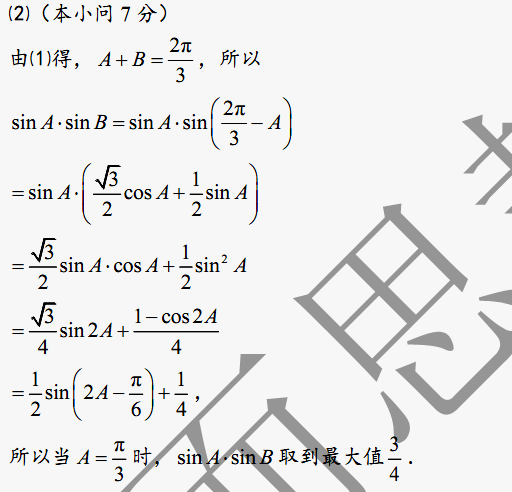 (2)（本小问 7 分）
由(1)得， A + B = 2π/3 ，所以
sin A · sin B = sin A · sin(2π/3 − A)
= sin A · (√3/2 cos A + 1/2 sin A)
= √3/2 sin A · cos A + 1/2 sin² A
= √3/4 sin 2A + (1 − cos 2A)/4
= 1/2 sin(2A − π/6) + 1/4 ，
所以当 A = π/3 时， sin A · sin B 取到最大值 3/4 .